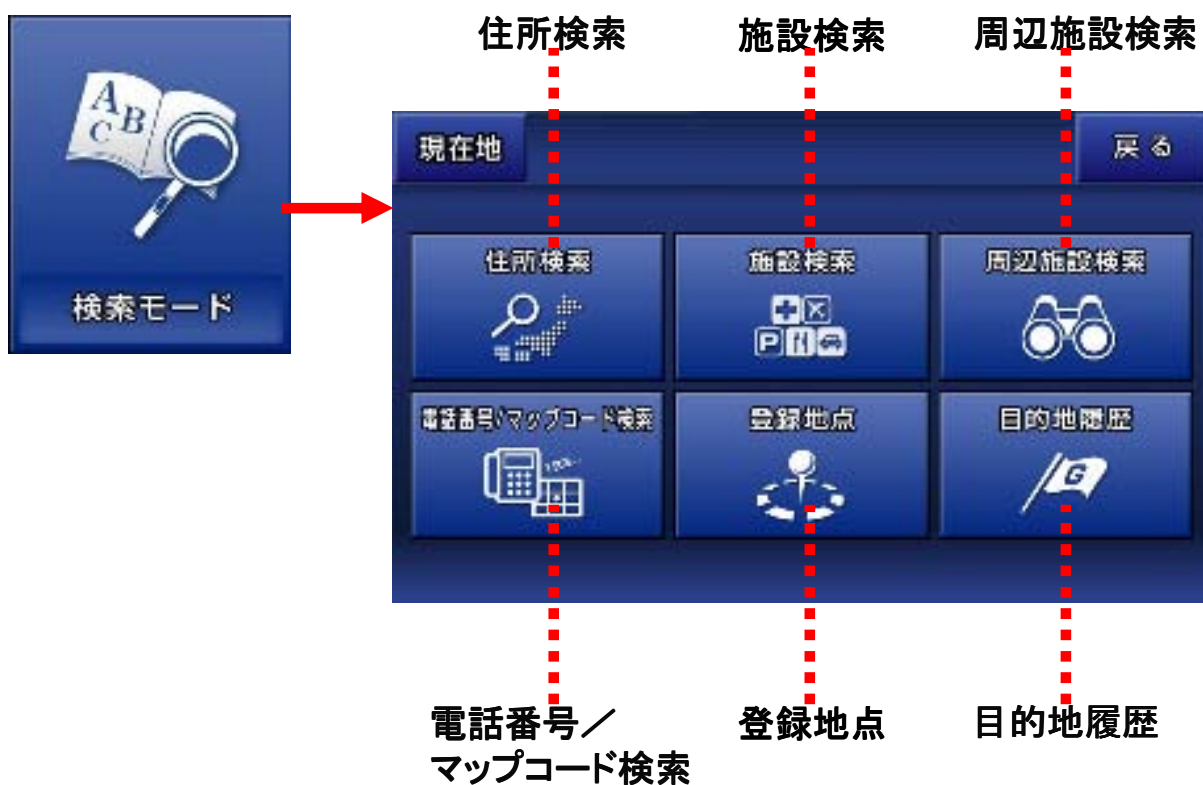 住所検索
施設検索
周辺施設検索
ABC
検索モード
現在地
戻る
住所検索
施設検索
周辺施設検索
P
電話番号/マップコード検索
登録地点
目的地履歴
G
電話番号／
マップコード検索
登録地点
目的地履歴